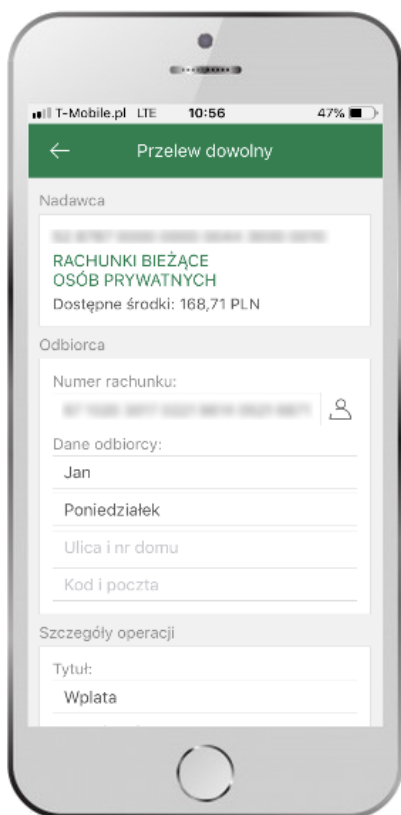 T-Mobile.pl LTE 10:56 47%
Przelew dowolny
Nadawca
RACHUNKI BIEŻĄCE
OSÓB PRYWATNYCH
Dostępne środki: 168,71 PLN
Odbiorca
Numer rachunku:
Dane odbiorcy:
Jan
Poniedziałek
Ulica i nr domu
Kod i poczta
Szczegóły operacji
Tytuł:
Wplata